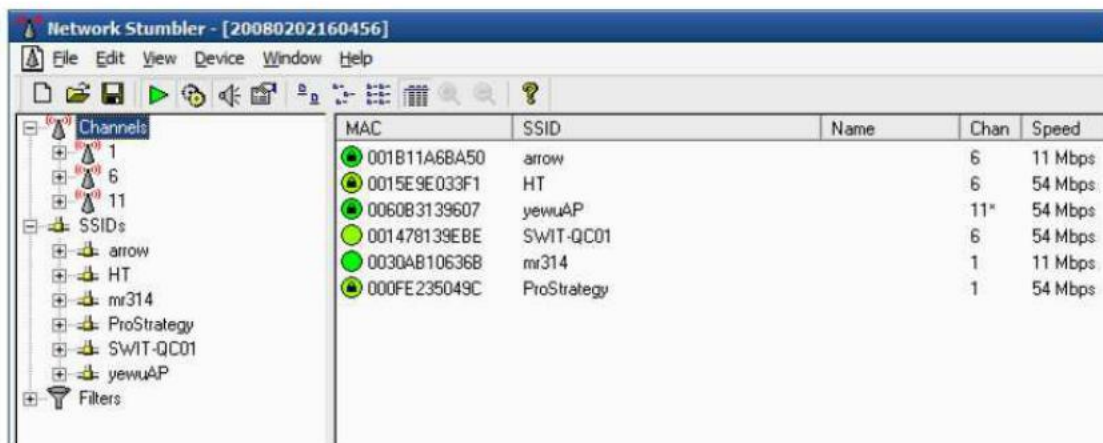 Network Stumbler - [20080202160456]
File Edit View Device Window Help
Channels
1
6
11
SSIDs
arrow
HT
mr314
ProStrategy
SWIT-QC01
yewuAP
Filters
MAC SSID Name Chan Speed
001B11A6BA50 arrow 6 11 Mbps
0015E9E033F1 HT 6 54 Mbps
0060B3139607 yewuAP 11* 54 Mbps
001478139EBE SWIT-QC01 6 54 Mbps
0030AB10636B mr314 1 11 Mbps
000FE235049C ProStrategy 1 54 Mbps